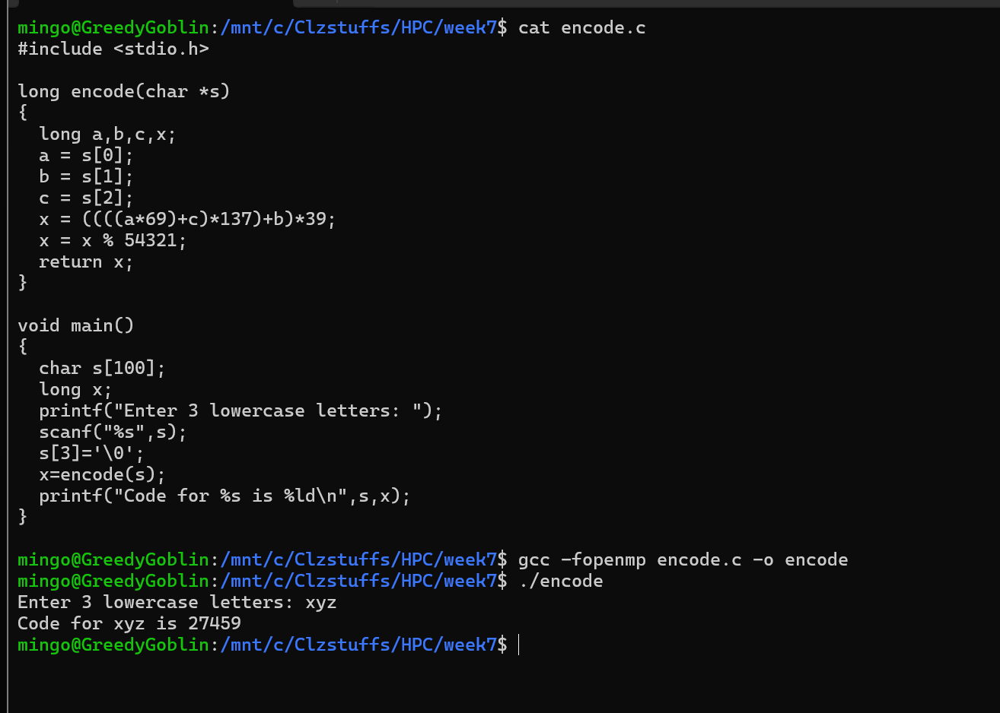 mingo@GreedyGoblin:/mnt/c/Clzstuffs/HPC/week7$ cat encode.c
#include <stdio.h>

long encode(char *s)
{
  long a,b,c,x;
  a = s[0];
  b = s[1];
  c = s[2];
  x = ((((a*69)+c)*137)+b)*39;
  x = x % 54321;
  return x;
}

void main()
{
  char s[100];
  long x;
  printf("Enter 3 lowercase letters: ");
  scanf("%s",s);
  s[3]='\0';
  x=encode(s);
  printf("Code for %s is %ld\n",s,x);
}

mingo@GreedyGoblin:/mnt/c/Clzstuffs/HPC/week7$ gcc -fopenmp encode.c -o encode
mingo@GreedyGoblin:/mnt/c/Clzstuffs/HPC/week7$ ./encode
Enter 3 lowercase letters: xyz
Code for xyz is 27459
mingo@GreedyGoblin:/mnt/c/Clzstuffs/HPC/week7$